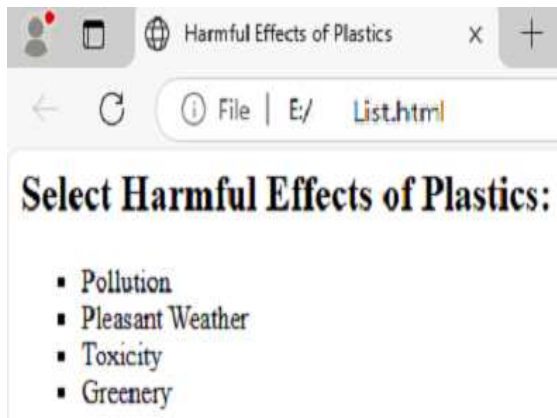 Harmful Effects of Plastics
File | E:/ List.html
Select Harmful Effects of Plastics:
Pollution
Pleasant Weather
Toxicity
Greenery